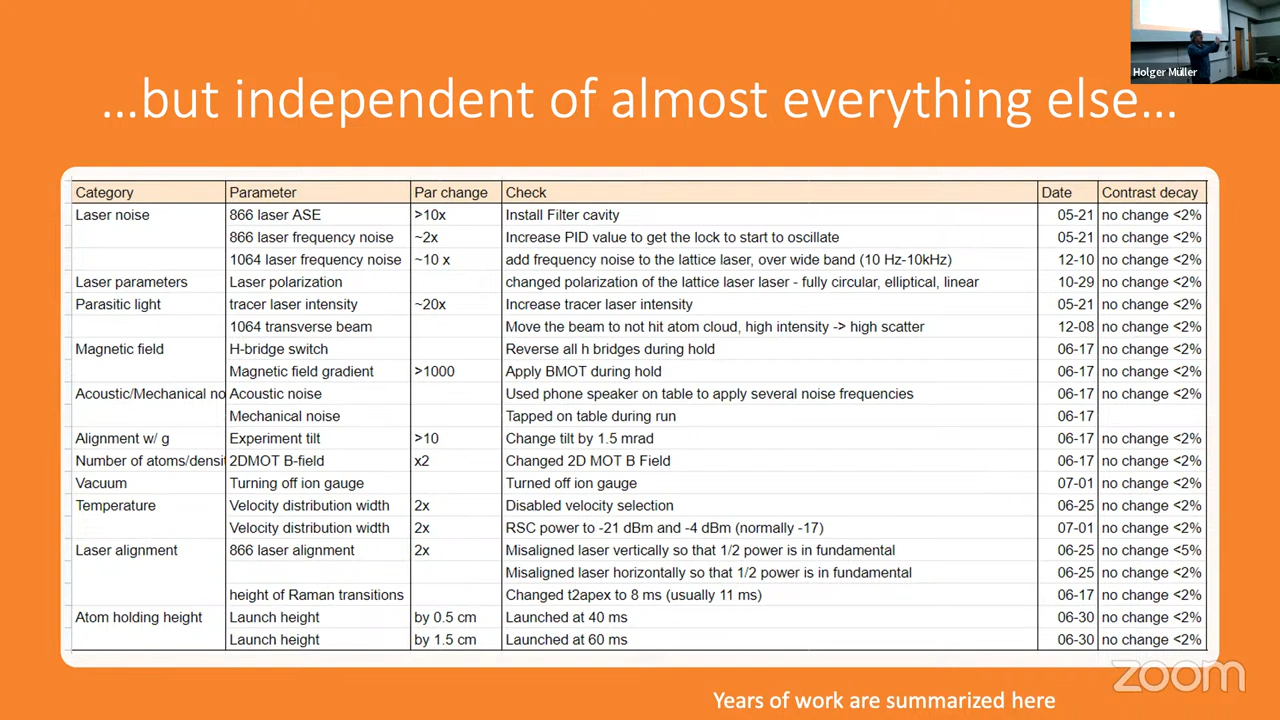 Holger Müller
...but independent of almost everything else...
Category Parameter Par change Check Date Contrast decay
Laser noise 866 laser ASE >10x Install Filter cavity 05-21 no change <2%
866 laser frequency noise ~2x Increase PID value to get the lock to start to oscillate 05-21 no change <2%
1064 laser frequency noise ~10 x add frequency noise to the lattice laser, over wide band (10 Hz-10kHz) 12-10 no change <2%
Laser parameters Laser polarization changed polarization of the lattice laser laser - fully circular, elliptical, linear 10-29 no change <2%
Parasitic light tracer laser intensity ~20x Increase tracer laser intensity 05-21 no change <2%
1064 transverse beam Move the beam to not hit atom cloud, high intensity -> high scatter 12-08 no change <2%
Magnetic field H-bridge switch Reverse all h bridges during hold 06-17 no change <2%
Magnetic field gradient >1000 Apply BMOT during hold 06-17 no change <2%
Acoustic/Mechanical no Acoustic noise Used phone speaker on table to apply several noise frequencies 06-17 no change <2%
Mechanical noise Tapped on table during run 06-17
Alignment w/ g Experiment tilt >10 Change tilt by 1.5 mrad 06-17 no change <2%
Number of atoms/densit 2DMOT B-field x2 Changed 2D MOT B Field 06-17 no change <2%
Vacuum Turning off ion gauge Turned off ion gauge 07-01 no change <2%
Temperature Velocity distribution width 2x Disabled velocity selection 06-25 no change <2%
Velocity distribution width 2x RSC power to -21 dBm and -4 dBm (normally -17) 07-01 no change <2%
Laser alignment 866 laser alignment 2x Misaligned laser vertically so that 1/2 power is in fundamental 06-25 no change <5%
Misaligned laser horizontally so that 1/2 power is in fundamental 06-25 no change <2%
height of Raman transitions Changed t2apex to 8 ms (usually 11 ms) 06-17 no change <2%
Atom holding height Launch height by 0.5 cm Launched at 40 ms 06-30 no change <2%
Launch height by 1.5 cm Launched at 60 ms 06-30 no change <2%
zoom
Years of work are summarized here